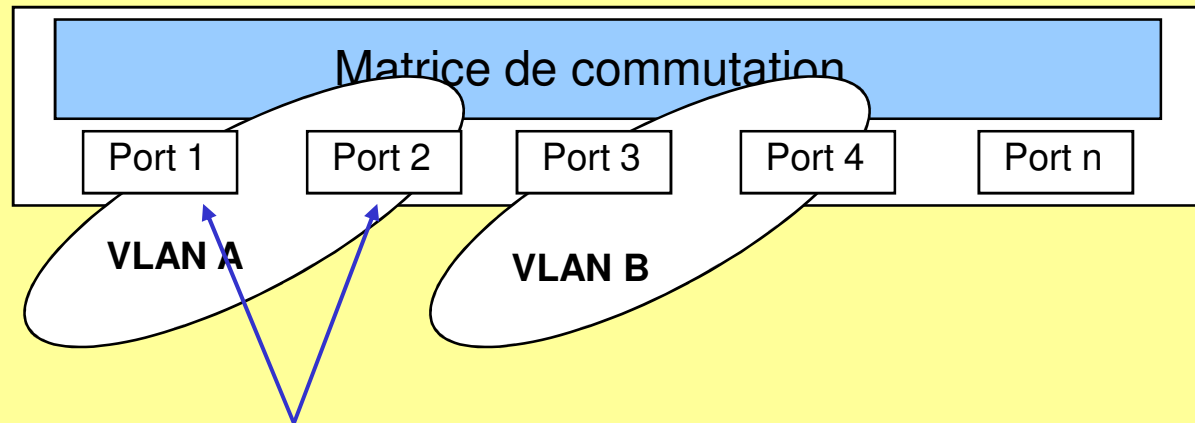 Matrice de commutation
Port 1 Port 2 Port 3 Port 4 Port n
VLAN A VLAN B